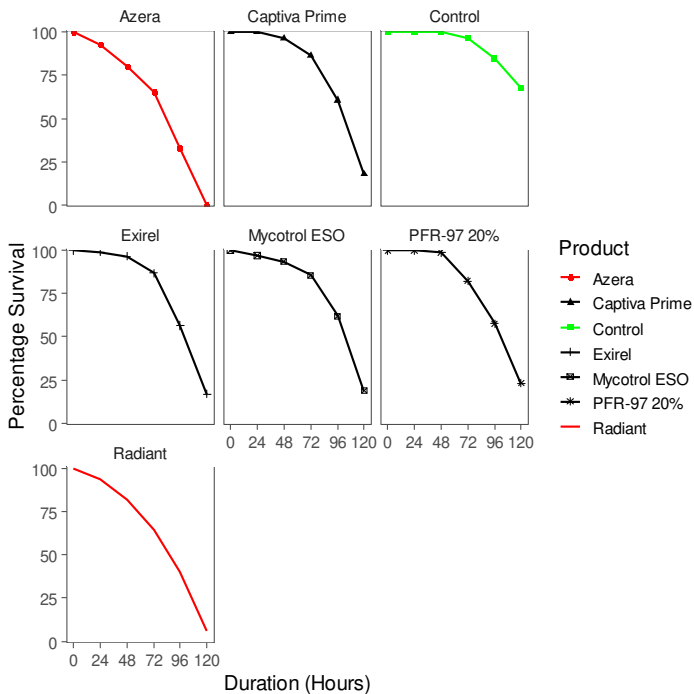 Azera
Captiva Prime
Control
100
75
50
25
0
Exirel
Mycotrol ESO
PFR-97 20%
100
75
50
25
0
0 24 48 72 96 120
0 24 48 72 96 120
Radiant
100
75
50
25
0
0 24 48 72 96 120
Percentage Survival
Duration (Hours)
Product
Azera
Captiva Prime
Control
Exirel
Mycotrol ESO
PFR-97 20%
Radiant